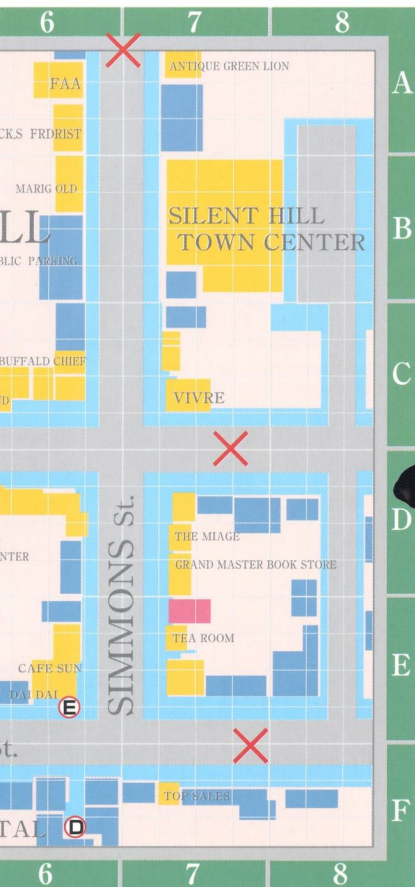 6 7 8
A
ANTIQUE GREEN LION
FAA
CK,S FRDRIST
MARIG OLD
B
SILENT HILL
TOWN CENTER
LL
BLIC PARKING
BUFFALD CHIEF
C
VIVRE
D
D
THE MIAGE
NTER
GRAND MASTER BOOK STORE
SIMMONS St.
TEA ROOM
E
CAFE SUN
DAI DAI
E
St.
TOP SALES
F
TAL
D
6 7 8